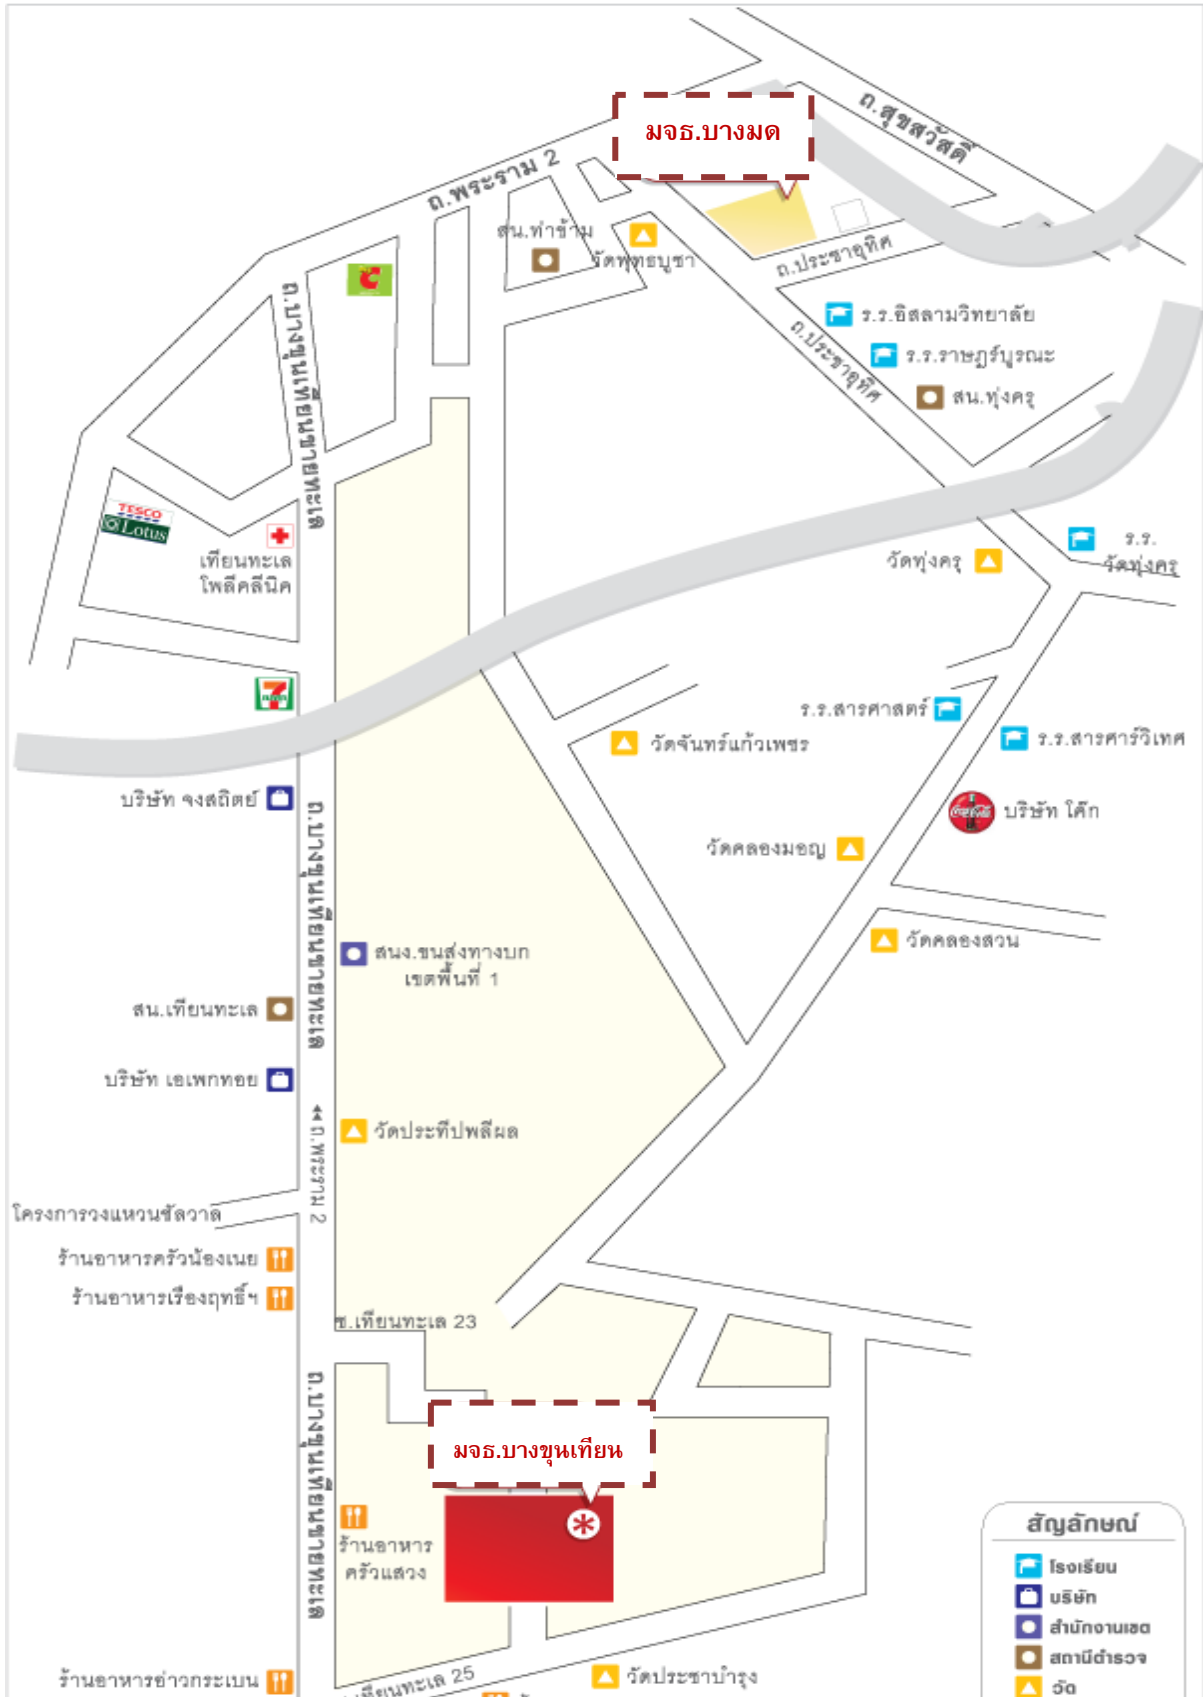 ถ.สุขสวัสดิ์
มจธ.บางมด
ถ.พระราม 2
สน.ท่าข้าม
วัดพุทธบูชา
ถ.ประชาอุทิศ
ถ.บางขุนเทียนชายทะเล
ร.ร.อิสลามวิทยาลัย
ถ.ประชาอุทิศ
ร.ร.ราษฎร์บูรณะ
สน.ทุ่งครุ
TESCO
Lotus
เทียนทะเล
โพลีคลีนิค
วัดทุ่งครุ
ร.ร.
วัดทุ่งครุ
7
ร.ร.สารศาสตร์
ร.ร.สารศาร์วิเทศ
วัดจันทร์แก้วเพชร
บริษัท จงสถิตย์
Coca-Cola
บริษัท โค๊ก
วัดคลองมอญ
ถ.บางขุนเทียนชายทะเล
วัดคลองสวน
สนง.ขนส่งทางบก
เขตพื้นที่ 1
สน.เทียนทะเล
บริษัท เอเพกทอย
ถ.พระราม 2
วัดประทีปพลีผล
โครงการวงแหวนชัลวาล
ร้านอาหารครัวน้องเนย
ร้านอาหารเรืองฤทธิ์ฯ
ซ.เทียนทะเล 23
ถ.บางขุนเทียนชายทะเล
มจธ.บางขุนเทียน
ร้านอาหาร
ครัวแสวง
สัญลักษณ์
โรงเรียน
บริษัท
สำนักงานเขต
สถานีตำรวจ
วัด
ร้านอาหารอ่าวกระเบน
เทียนทะเล 25
วัดประชาบำรุง